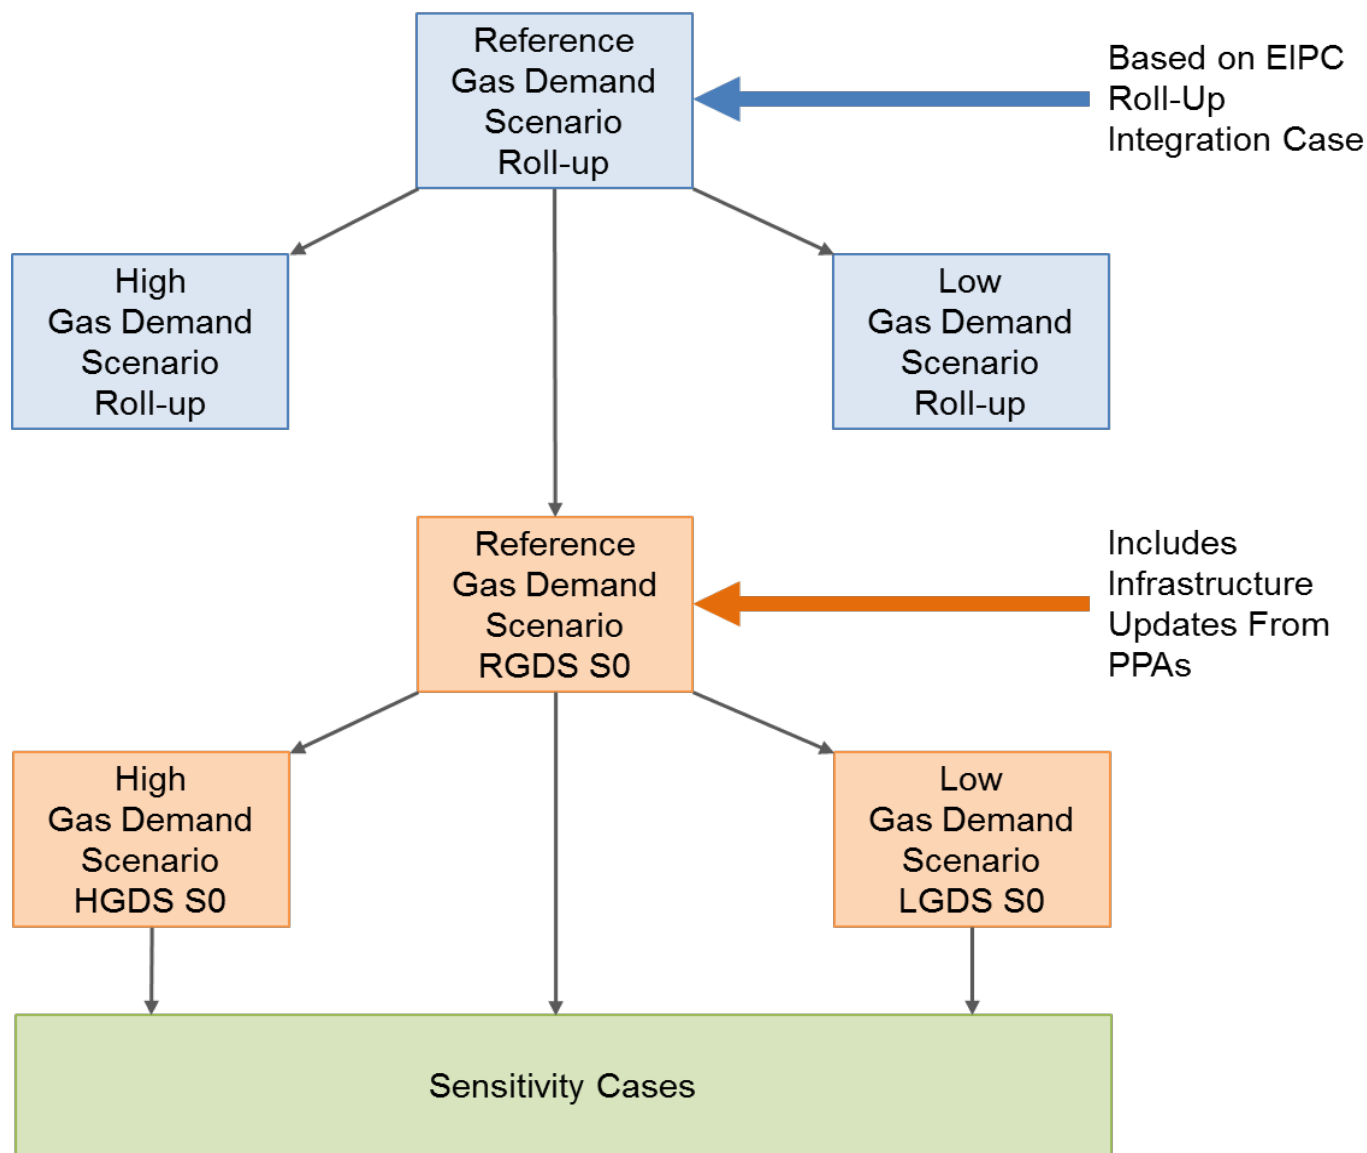 Reference
Gas Demand
Scenario
Roll-up
Based on EIPC
Roll-Up
Integration Case
High
Gas Demand
Scenario
Roll-up
Low
Gas Demand
Scenario
Roll-up
Reference
Gas Demand
Scenario
RGDS S0
Includes
Infrastructure
Updates From
PPAs
High
Gas Demand
Scenario
HGDS S0
Low
Gas Demand
Scenario
LGDS S0
Sensitivity Cases